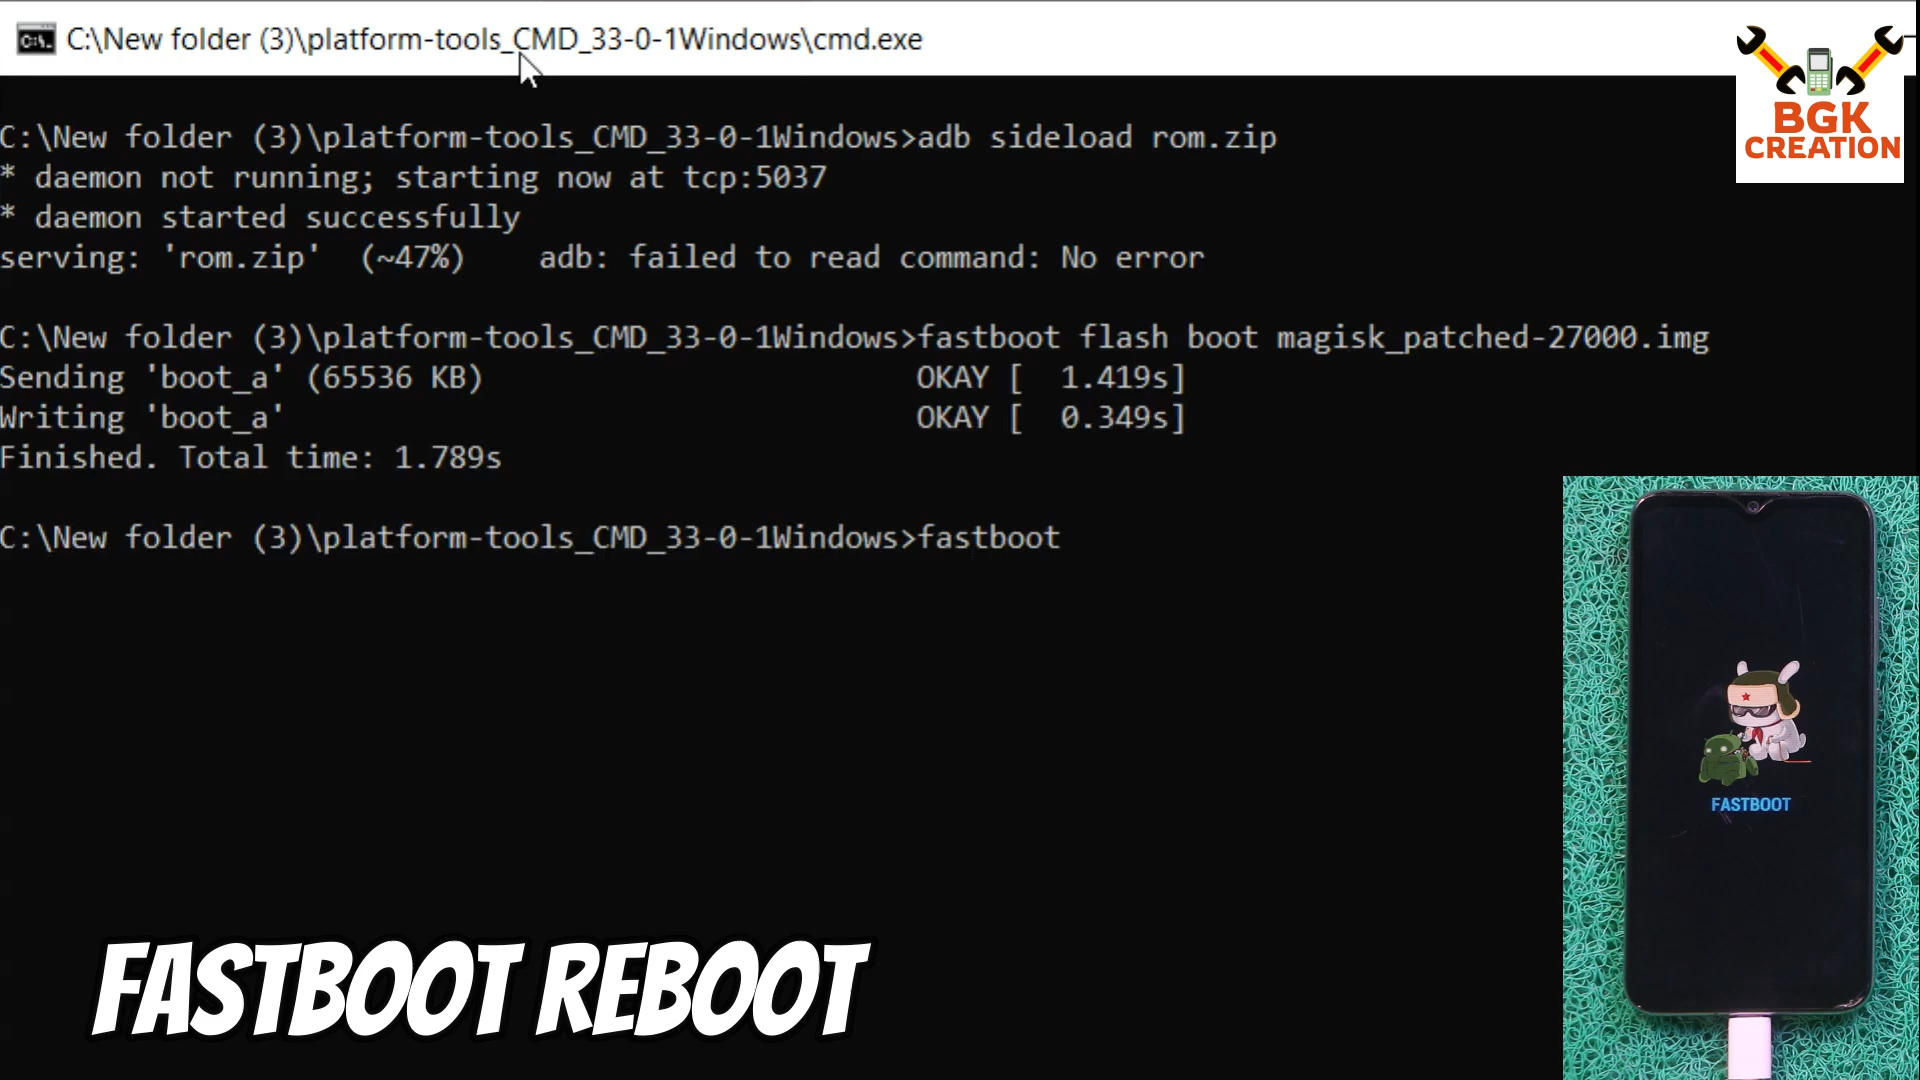 C:\New folder (3)\platform-tools_CMD_33-0-1Windows\cmd.exe
BGK
CREATION
C:\New folder (3)\platform-tools_CMD_33-0-1Windows>adb sideload rom.zip
* daemon not running; starting now at tcp:5037
* daemon started successfully
serving: 'rom.zip'  (~47%)    adb: failed to read command: No error
C:\New folder (3)\platform-tools_CMD_33-0-1Windows>fastboot flash boot magisk_patched-27000.img
Sending 'boot_a' (65536 KB)                        OKAY [  1.419s]
Writing 'boot_a'                                   OKAY [  0.349s]
Finished. Total time: 1.789s
C:\New folder (3)\platform-tools_CMD_33-0-1Windows>fastboot
FASTBOOT
FASTBOOT REBOOT